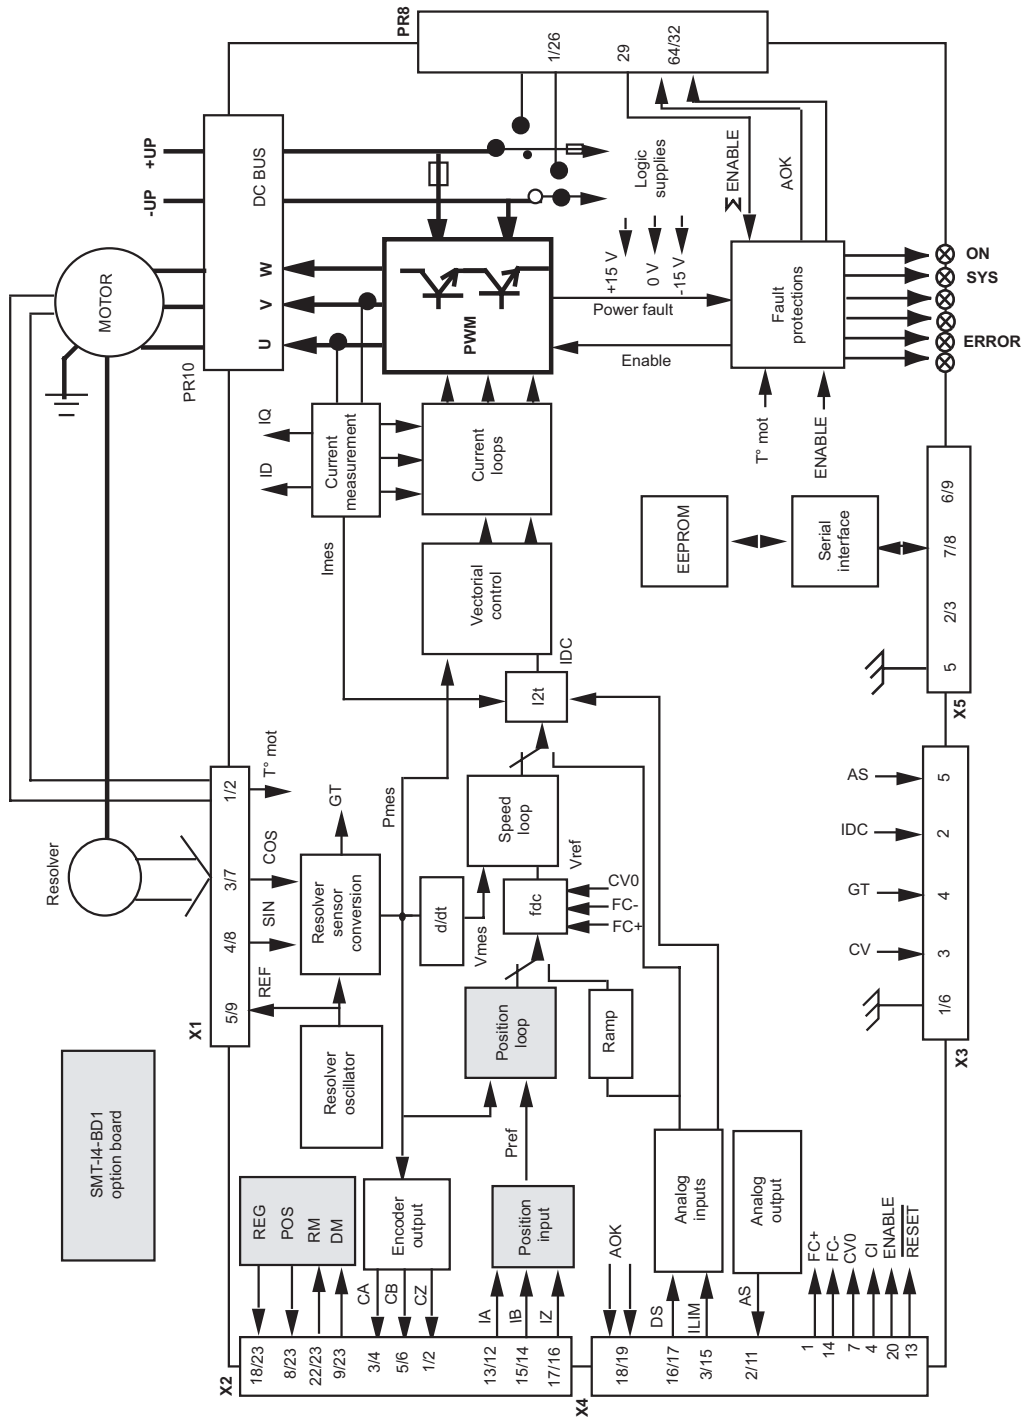 PR8
1/26
29
64/32
+UP
-UP
DC BUS
W
V
U
PR10
MOTOR
Logic
supplies
+15 V
0 V
-15 V
Σ ENABLE
AOK
PWM
Power fault
Enable
Fault
protections
ON
SYS
ERROR
T° mot
ENABLE
IQ
ID
Current
measurement
Current
loops
Imes
Vectorial
control
IDC
I2t
EEPROM
Serial
interface
6/9
7/8
2/3
5
X5
Resolver
1/2
3/7
4/8
5/9
X1
T° mot
COS
SIN
REF
GT
Resolver
sensor
conversion
Resolver
oscillator
Pmes
d/dt
Vmes
Speed
loop
Vref
fdc
CV0
FC-
FC+
Position
loop
Ramp
Pref
AS
IDC
GT
CV
5
2
4
3
1/6
X3
SMT-I4-BD1
option board
REG
POS
RM
DM
Encoder
output
CA
CB
CZ
Position
input
IA
IB
IZ
X2
18/23
8/23
22/23
9/23
3/4
5/6
1/2
13/12
15/14
17/16
AOK
Analog
inputs
DS
ILIM
Analog
output
AS
FC+
FC-
CV0
CI
ENABLE
RESET
X4
18/19
16/17
3/15
2/11
1
14
7
4
20
13